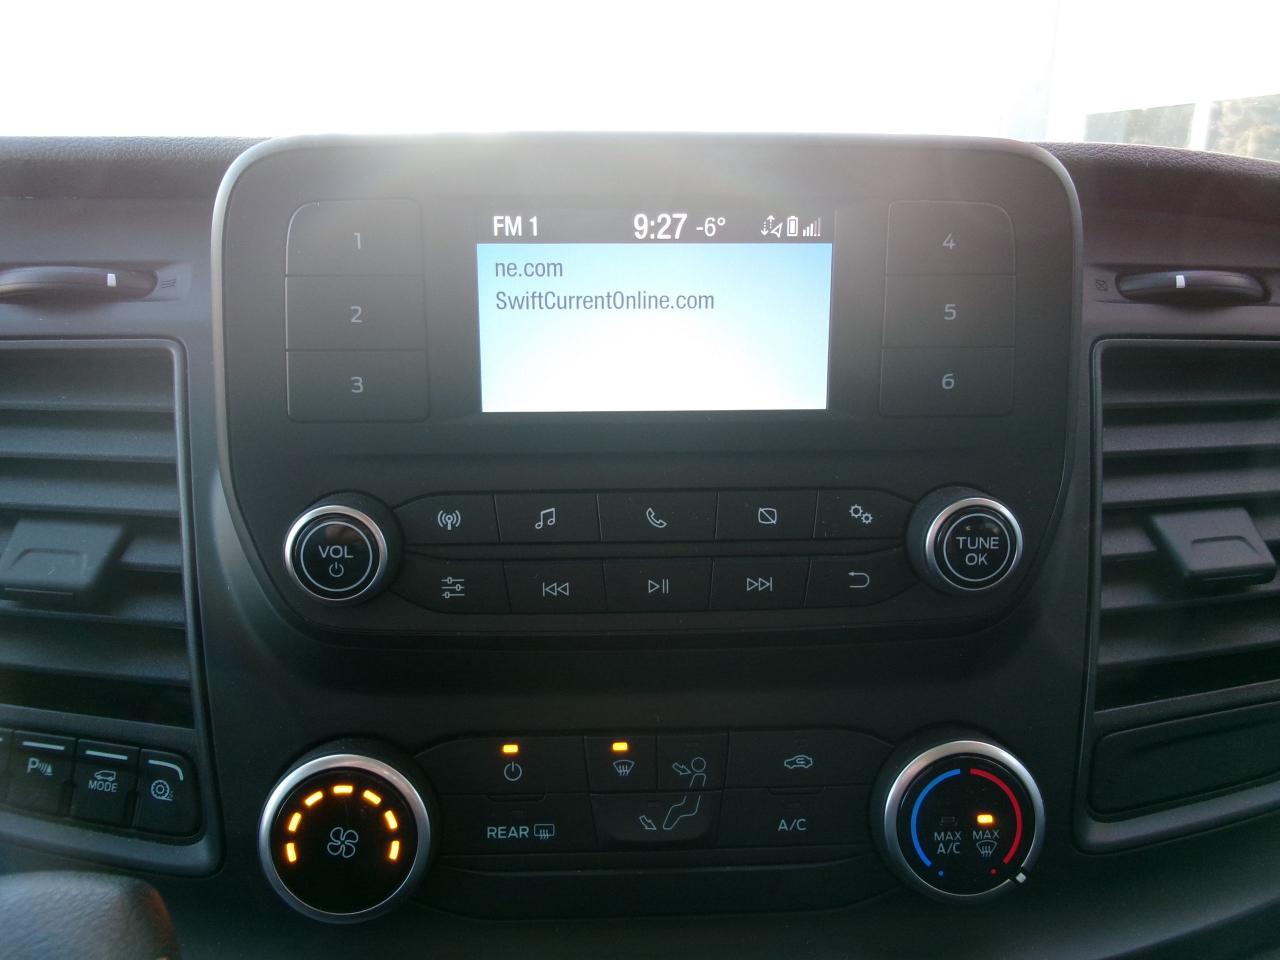 FM 1 9:27 -6°
ne.com
SwiftCurrentOnline.com
1
2
3
4
5
6
VOL
TUNE
OK
P
MODE
REAR
A/C
MAX
A/C
MAX